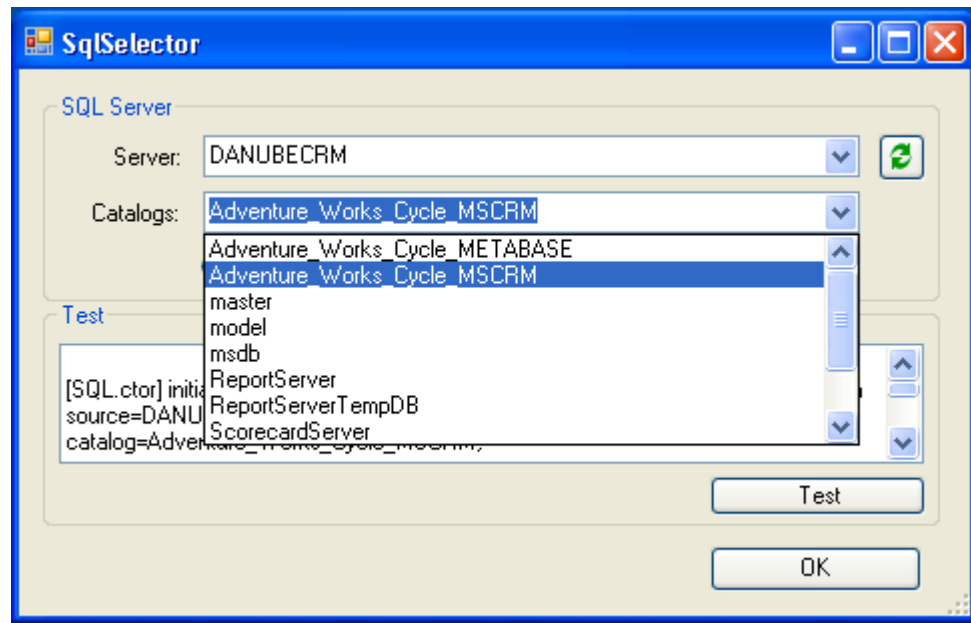 SqlSelector
SQL Server
Server: DANUBECRM
Catalogs: Adventure_Works_Cycle_MSCRM
Adventure_Works_Cycle_METABASE
Adventure_Works_Cycle_MSCRM
master
model
msdb
ReportServer
ReportServerTempDB
ScorecardServer
Test
[SQL.ctor]
source=DANU
Test
OK